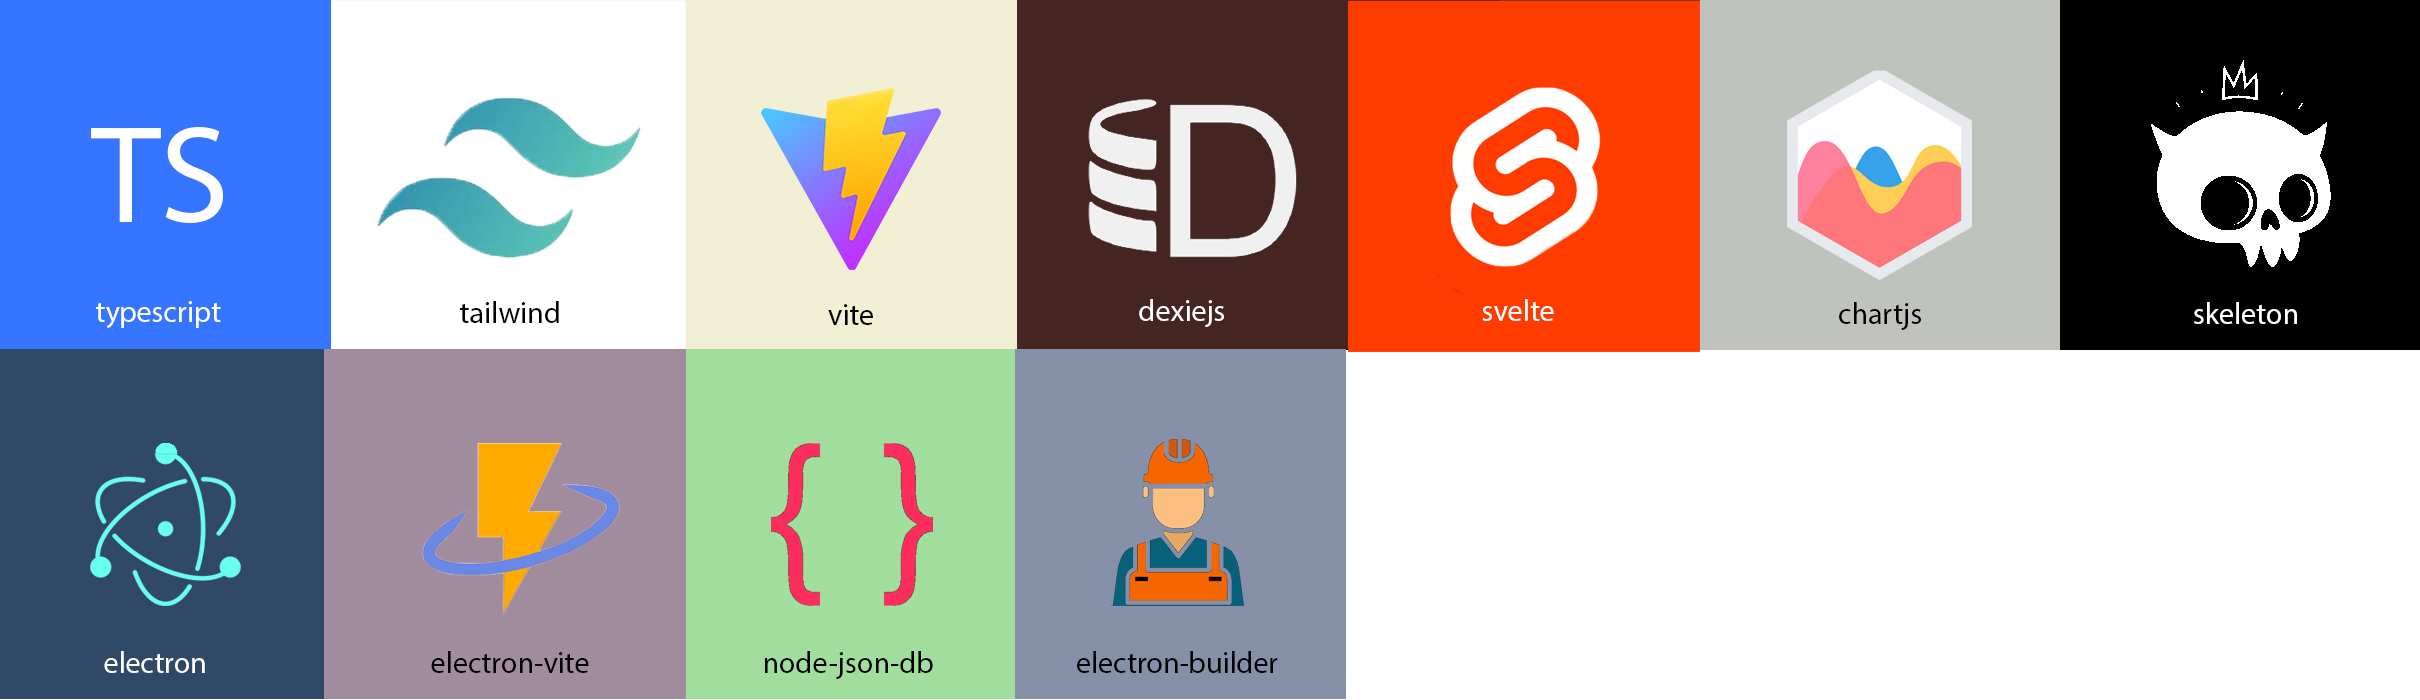 TS
typescript
tailwind
vite
D
dexiejs
svelte
chartjs
skeleton
electron
electron-vite
{ }
node-json-db
electron-builder